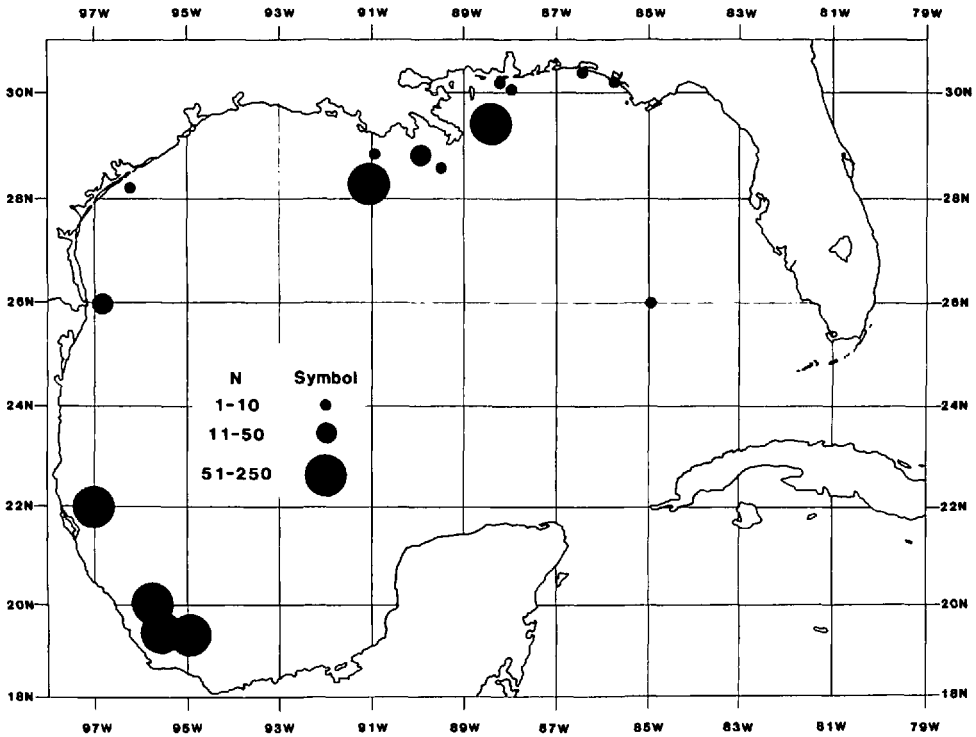 97W 95W 93W 91W 89W 87W 85W 83W 81W 79W
30N 30N
28N 28N
26N 26N
N Symbol
24N 1-10 24N
11-50
51-250
22N 22N
20N 20N
18N 18N
97W 95W 93W 91W 89W 87W 85W 83W 81W 79W